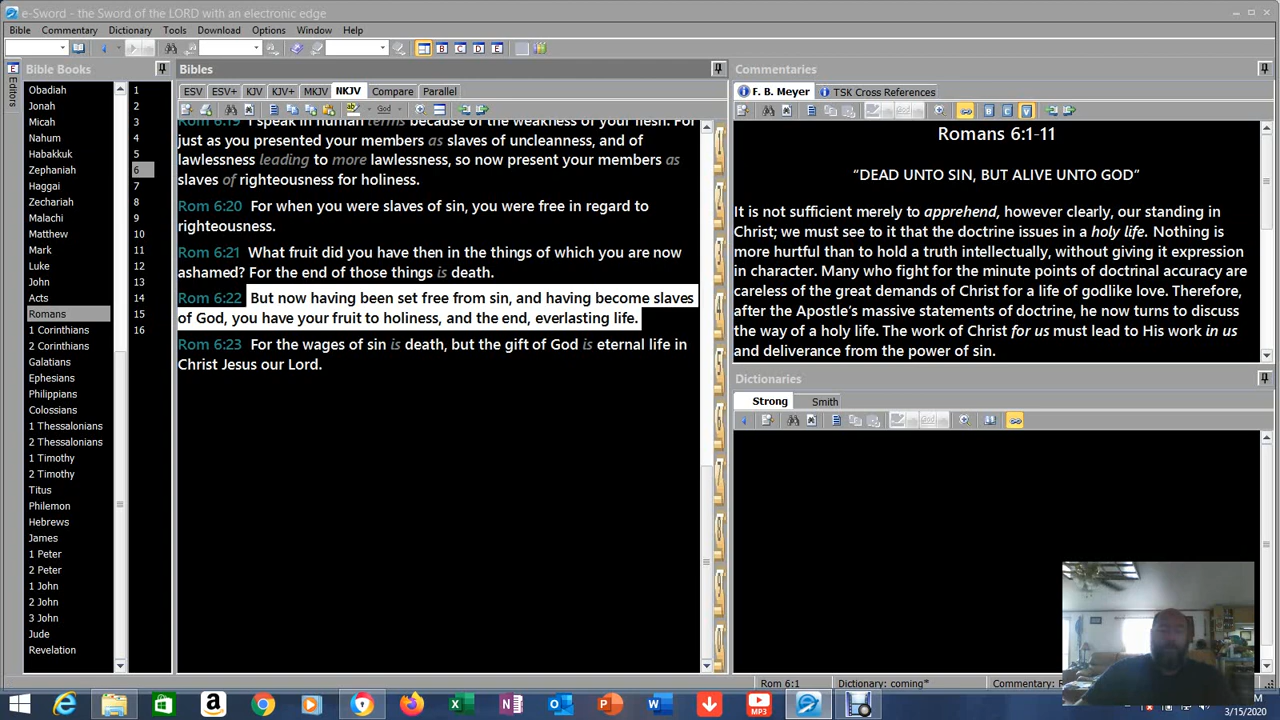 e-Sword - the Sword of the LORD with an electronic edge
Bible Commentary Dictionary Tools Download Options Window Help
B C D E
Editors
Bible Books
Obadiah
Jonah
Micah
Nahum
Habakkuk
Zephaniah
Haggai
Zechariah
Malachi
Matthew
Mark
Luke
John
Acts
Romans
1 Corinthians
2 Corinthians
Galatians
Ephesians
Philippians
Colossians
1 Thessalonians
2 Thessalonians
1 Timothy
2 Timothy
Titus
Philemon
Hebrews
James
1 Peter
2 Peter
1 John
2 John
3 John
Jude
Revelation
1
2
3
4
5
6
7
8
9
10
11
12
13
14
15
16
Bibles
ESV ESV+ KJV KJV+ MKJV NKJV Compare Parallel
Rom 6:19 I speak in human terms because of the weakness of your flesh. For
just as you presented your members as slaves of uncleanness, and of
lawlessness leading to more lawlessness, so now present your members as
slaves of righteousness for holiness.
Rom 6:20 For when you were slaves of sin, you were free in regard to
righteousness.
Rom 6:21 What fruit did you have then in the things of which you are now
ashamed? For the end of those things is death.
Rom 6:22 But now having been set free from sin, and having become slaves
of God, you have your fruit to holiness, and the end, everlasting life.
Rom 6:23 For the wages of sin is death, but the gift of God is eternal life in
Christ Jesus our Lord.
Commentaries
F. B. Meyer TSK Cross References
Romans 6:1-11
“DEAD UNTO SIN, BUT ALIVE UNTO GOD”
It is not sufficient merely to apprehend, however clearly, our standing in
Christ; we must see to it that the doctrine issues in a holy life. Nothing is
more hurtful than to hold a truth intellectually, without giving it expression
in character. Many who fight for the minute points of doctrinal accuracy are
careless of the great demands of Christ for a life of godlike love. Therefore,
after the Apostle’s massive statements of doctrine, he now turns to discuss
the way of a holy life. The work of Christ for us must lead to His work in us
and deliverance from the power of sin.
Dictionaries
Strong Smith
Rom 6:1 Dictionary: coming* Commentary:
MP3
3/15/2020